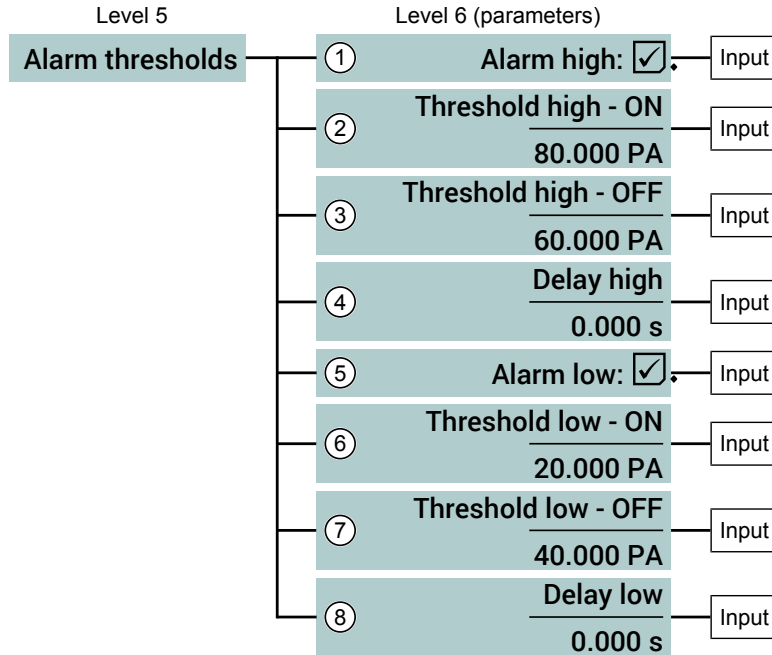 Level 5
Level 6 (parameters)
Alarm thresholds
1 Alarm high: Input
2 Threshold high - ON
80.000 PA
Input
3 Threshold high - OFF
60.000 PA
Input
4 Delay high
0.000 s
Input
5 Alarm low: Input
6 Threshold low - ON
20.000 PA
Input
7 Threshold low - OFF
40.000 PA
Input
8 Delay low
0.000 s
Input